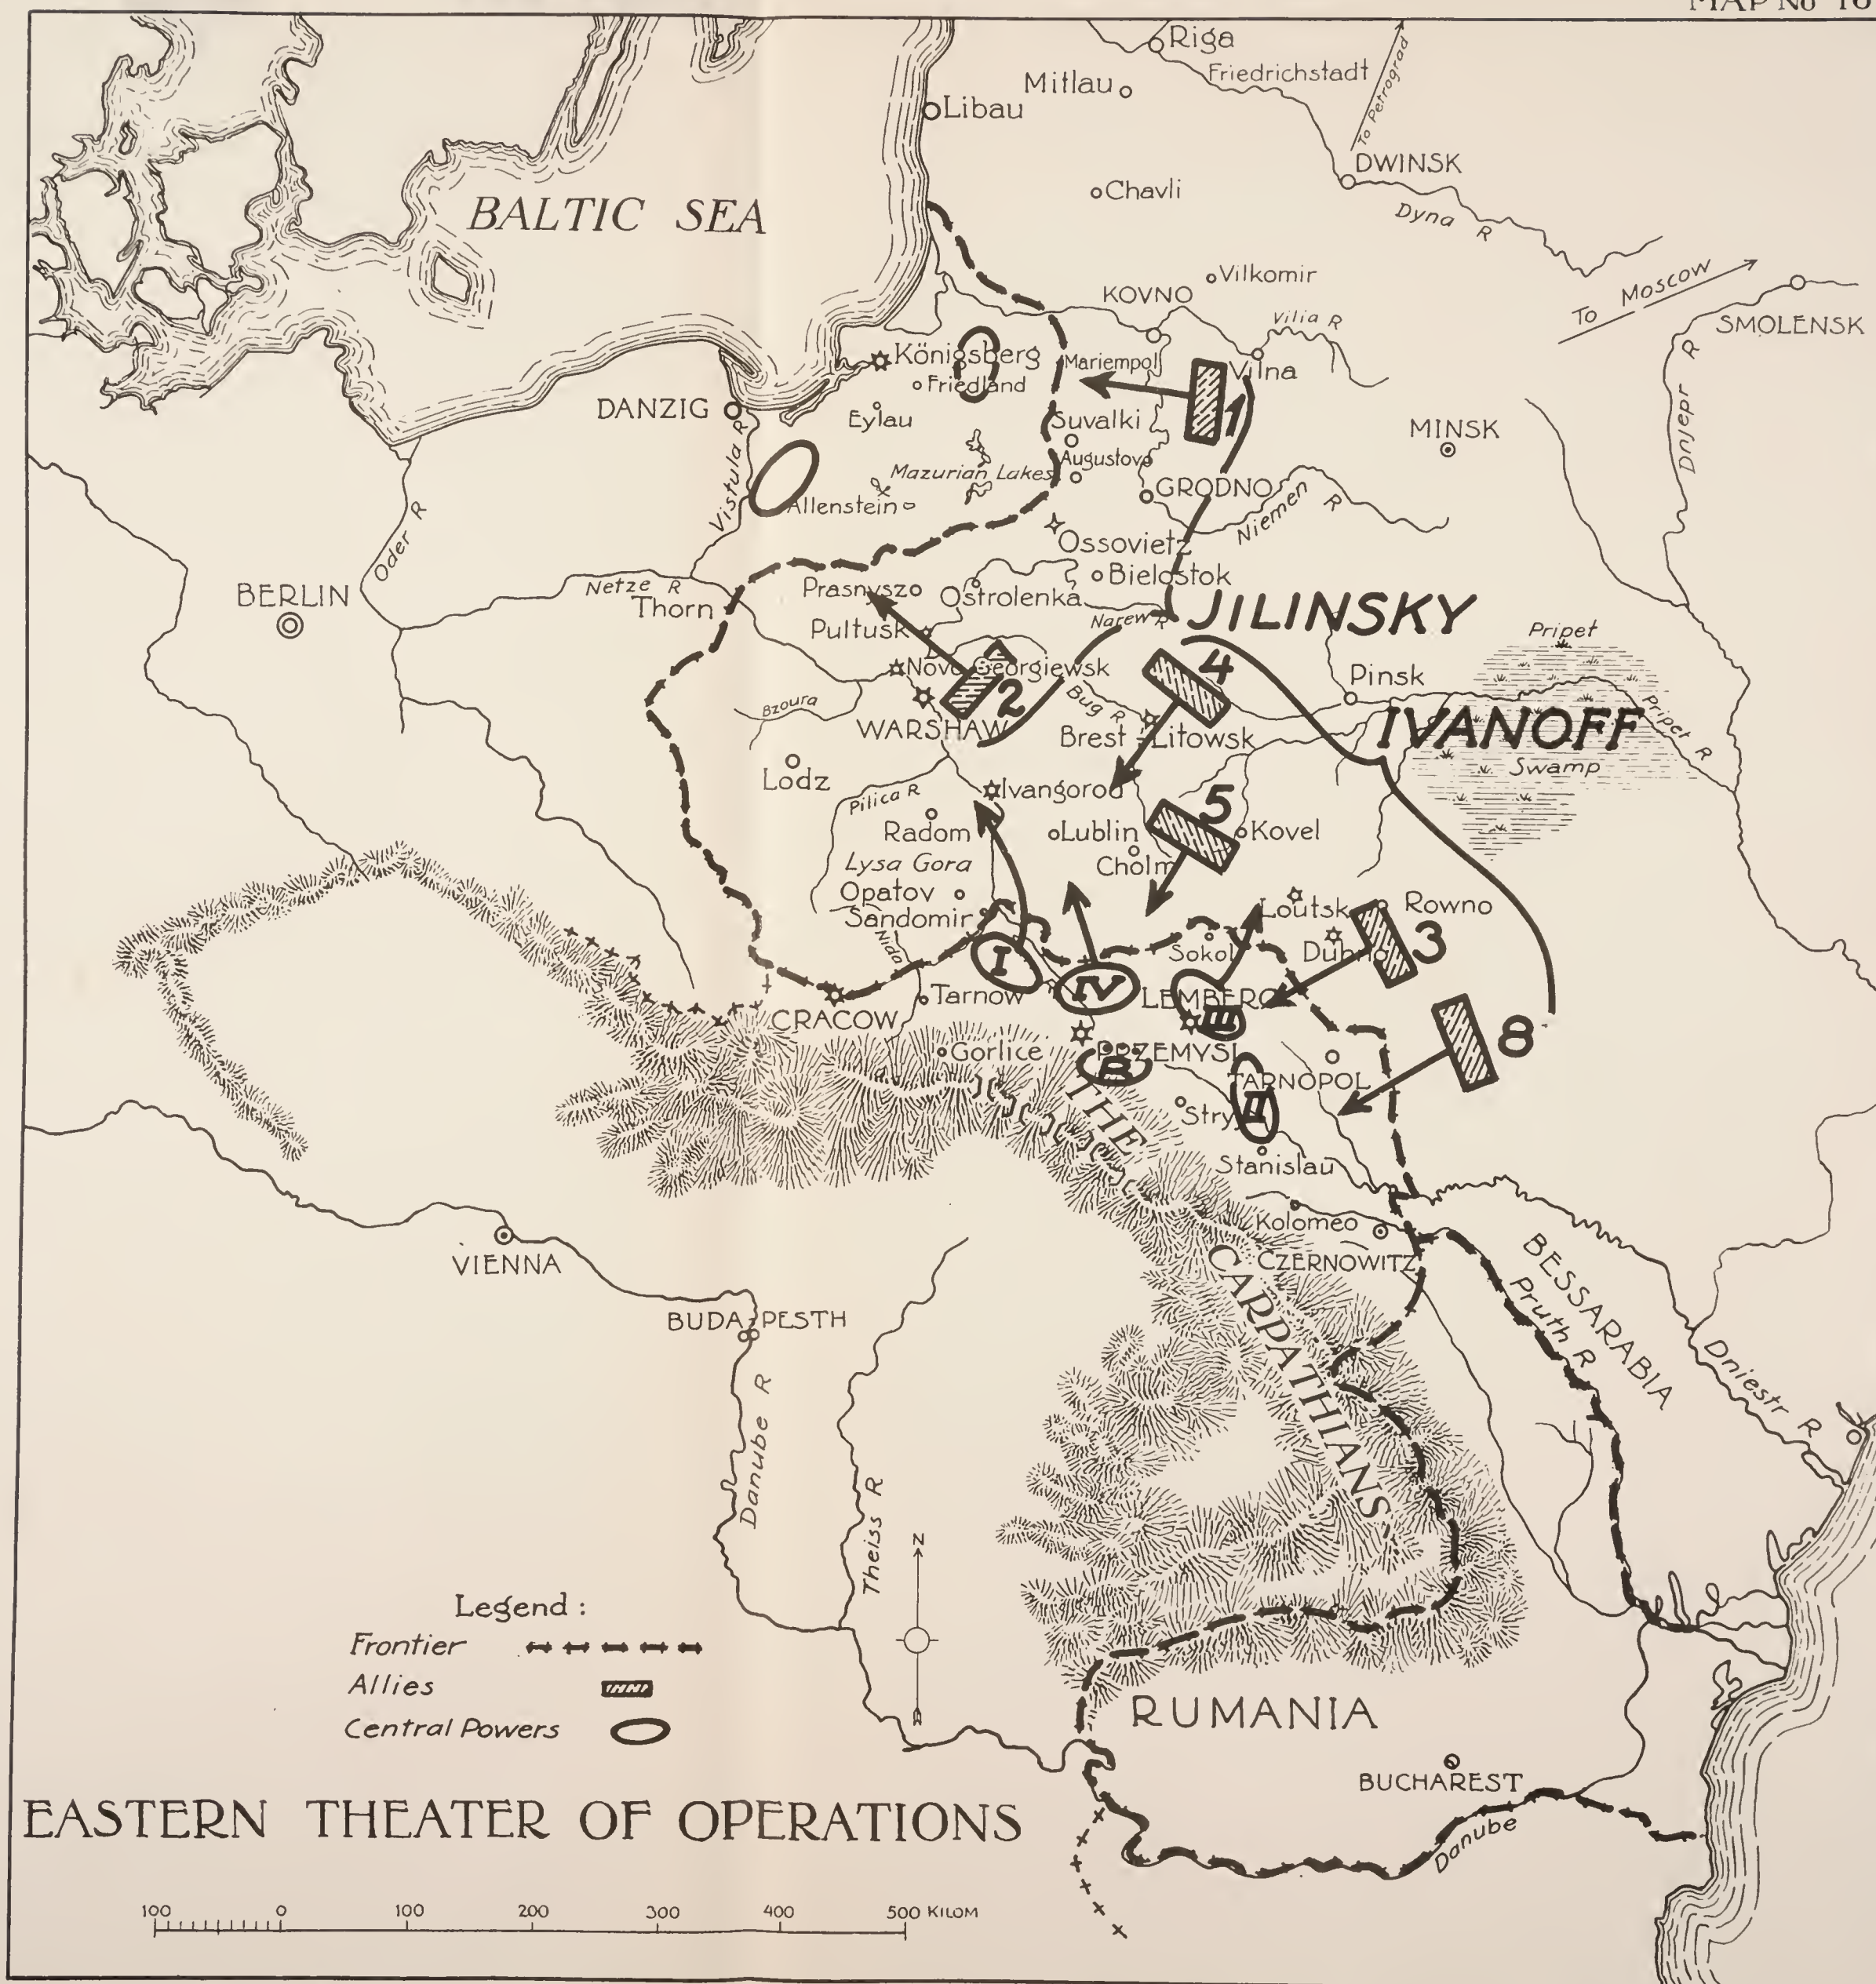 MAP No 16
Riga
Friedrichstadt
To Petrograd
Mitlau
Libau
DWINSK
Chavli
Dyna R
BALTIC SEA
Vilkomir
To Moscow
KOVNO
Vilia R
SMOLENSK
Königsberg
Mariempol
Vilna
Friedland
1
DANZIG
Eylau
Suvalki
MINSK
Dnjepr R
Vistula R
Mazurian Lakes
Augustovo
Allenstein
GRODNO
Niemen R
Oder R
Ossovietz
BERLIN
Netze R
Thorn
Prasnysz
Ostrolenka
Bielostok
Pultusk
Narew R
JILINSKY
Pripet
Novo Georgiewsk
4
Pinsk
2
Bzoura
Bug R
WARSHAW
Brest-Litowsk
IVANOFF
Pripet R
Swamp
Lodz
Pilica R
Ivangorod
5
Radom
Lublin
Kovel
Lysa Gora
Cholm
Opatov
Loutsk
Rowno
Sandomir
3
Nida
Sokol
Dubno
I
IV
Tarnow
LEMBERG
CRACOW
III
8
Gorlice
PRZEMYSL
B
TARNOPOL
THE
Stry
II
Stanislau
Kolomeo
VIENNA
CZERNOWITZ
BESSARABIA
CARPATHIANS
Pruth R
BUDA PESTH
Dniestr R
Danube R
Theiss R
N
Legend :
Frontier
Allies
Central Powers
RUMANIA
BUCHAREST
EASTERN THEATER OF OPERATIONS
Danube
100 0 100 200 300 400 500 KILOM